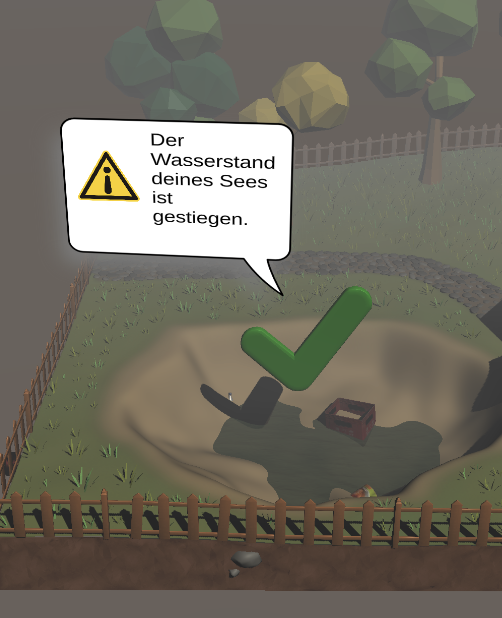 Der
Wasserstand
deines Sees
ist
gestiegen.